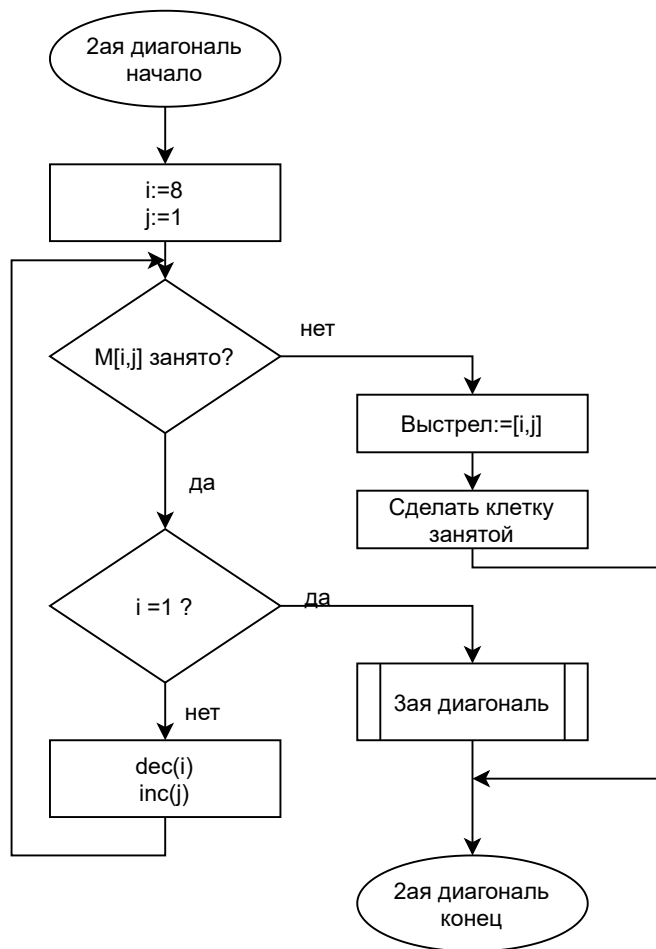 2ая диагональ
начало
i:=8
j:=1
M[i,j] занято?
нет
Выстрел:=[i,j]
да
Сделать клетку
занятой
i =1 ?
да
3ая диагональ
нет
dec(i)
inc(j)
2ая диагональ
конец